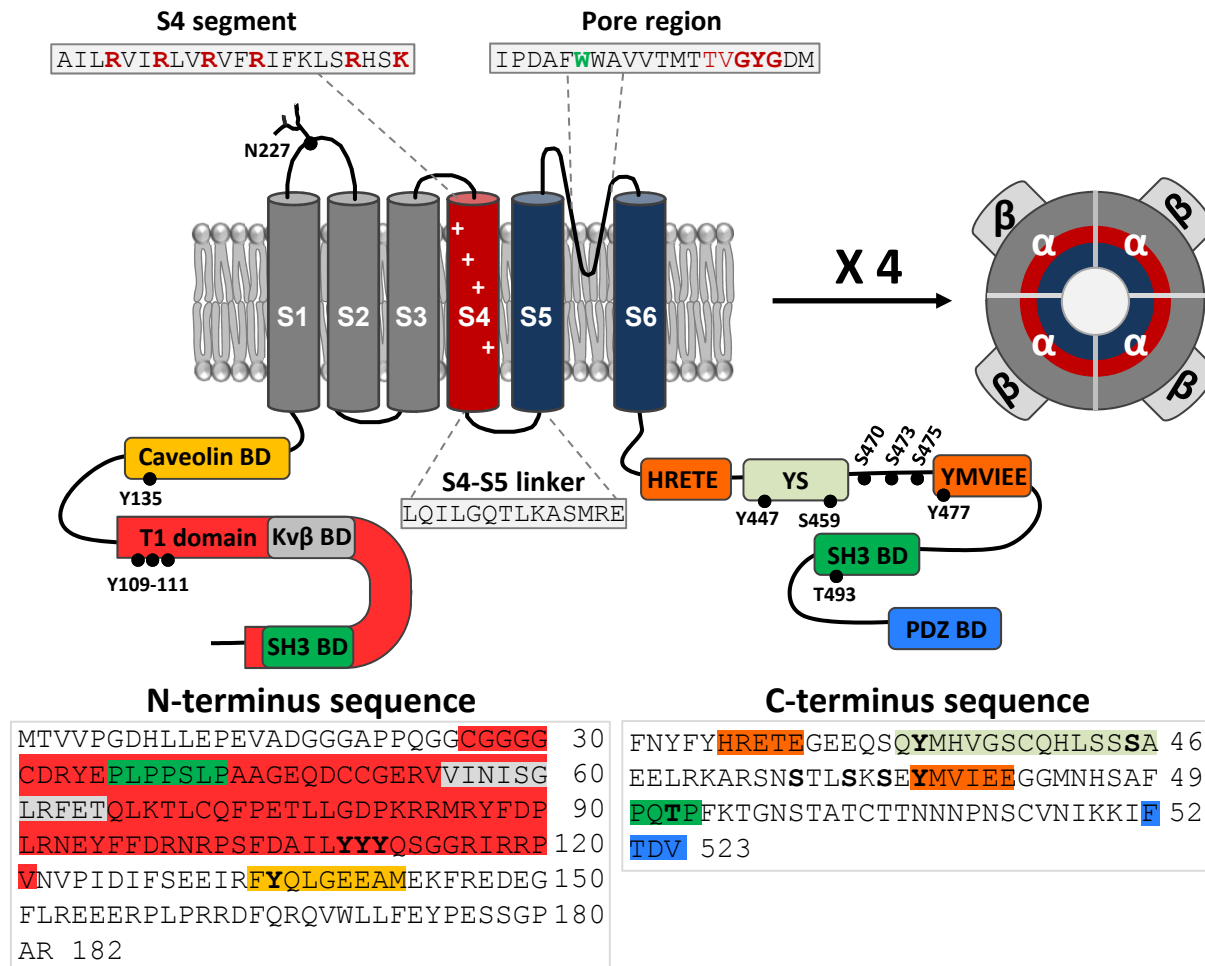 S4 segment
AILRVIRLVRVFRIFKLSRHSK
Pore region
IPDAFWWAVVTMTTVGYGDM
N227
S1
S2
S3
S4
S5
S6
+
+
+
+
+
X 4
β
β
β
β
α
α
α
α
Caveolin BD
Y135
T1 domain
Kvβ BD
Y109-111
SH3 BD
S4-S5 linker
LQILGQTLKASMRE
HRETE
YS
Y447
S459
S470
S473
S475
YMVIEE
Y477
SH3 BD
T493
PDZ BD
N-terminus sequence
MTVVPGDHLLEPEVADGGGAPPQGGCGGGG 30
CDRYEPLPPSLPAAGEQDCCGERVVINISG 60
LRFETQLKTLCQFPETLLGDPKRRMRYFDP 90
LRNEYFFDRNRPSFDAILYYYQSGGRIRRP 120
VNVPIDIFSEEIRFYQLGEEAMEKFREDEG 150
FLREEERPLPRRDFQRQVWLLFEYPESSGP 180
AR 182
C-terminus sequence
FNYFYHRETEGEEQSQYMHVGSCQHLSSSA 46
EELRKARSNSTLSKSEYMVIEEGGMNHSAF 49
PQTPFKTGNSTATCTTNNNPNSCVNIKKIF 52
TDV 523